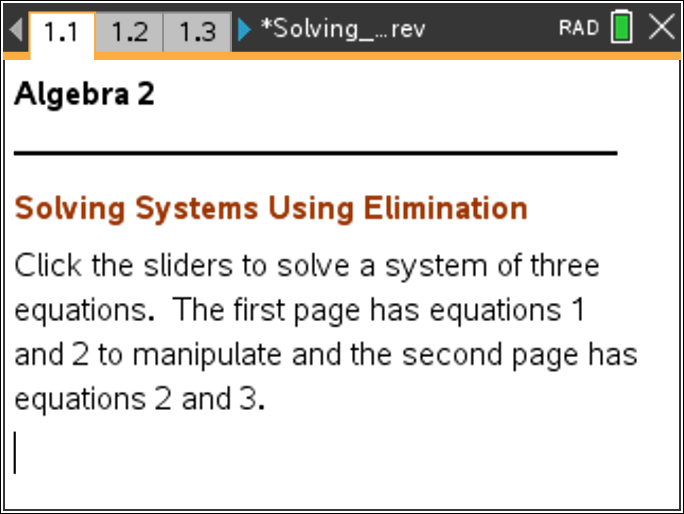 1.1 1.2 1.3 *Solving_...rev RAD
Algebra 2
Solving Systems Using Elimination
Click the sliders to solve a system of three
equations. The first page has equations 1
and 2 to manipulate and the second page has
equations 2 and 3.